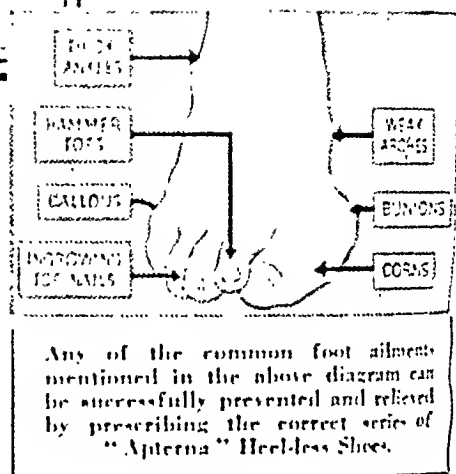 ANKLES
HAMMER
TOES
CALLOUS
INGROWING
TOE-NAILS
WEAK
ARCHES
BUNIONS
CORNS
Any of the common foot ailments
mentioned in the above diagram can
be successfully prevented and relieved
by prescribing the correct series of
"Apterna" Heel-less Shoes.